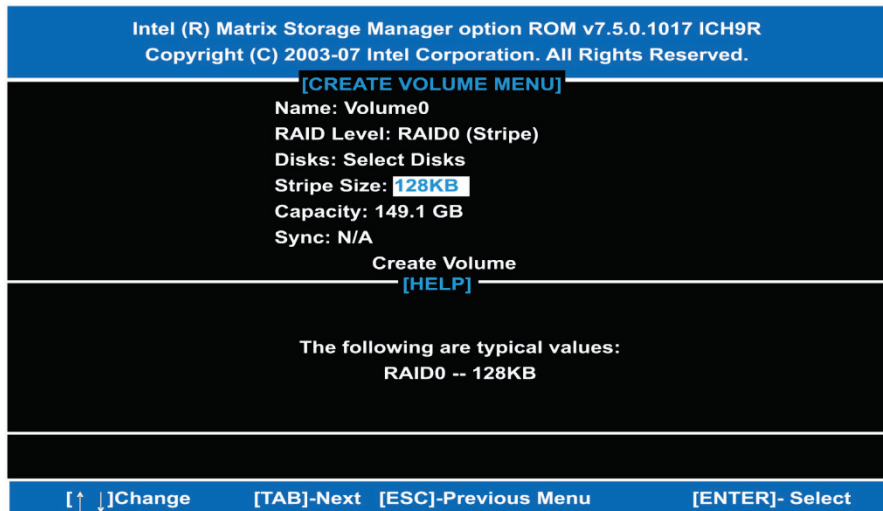 Intel (R) Matrix Storage Manager option ROM v7.5.0.1017 ICH9R
Copyright (C) 2003-07 Intel Corporation. All Rights Reserved.
[CREATE VOLUME MENU]
Name: Volume0
RAID Level: RAID0 (Stripe)
Disks: Select Disks
Stripe Size: 128KB
Capacity: 149.1 GB
Sync: N/A
Create Volume
[HELP]
The following are typical values:
RAID0 -- 128KB
[↑ ↓]Change [TAB]-Next [ESC]-Previous Menu [ENTER]- Select